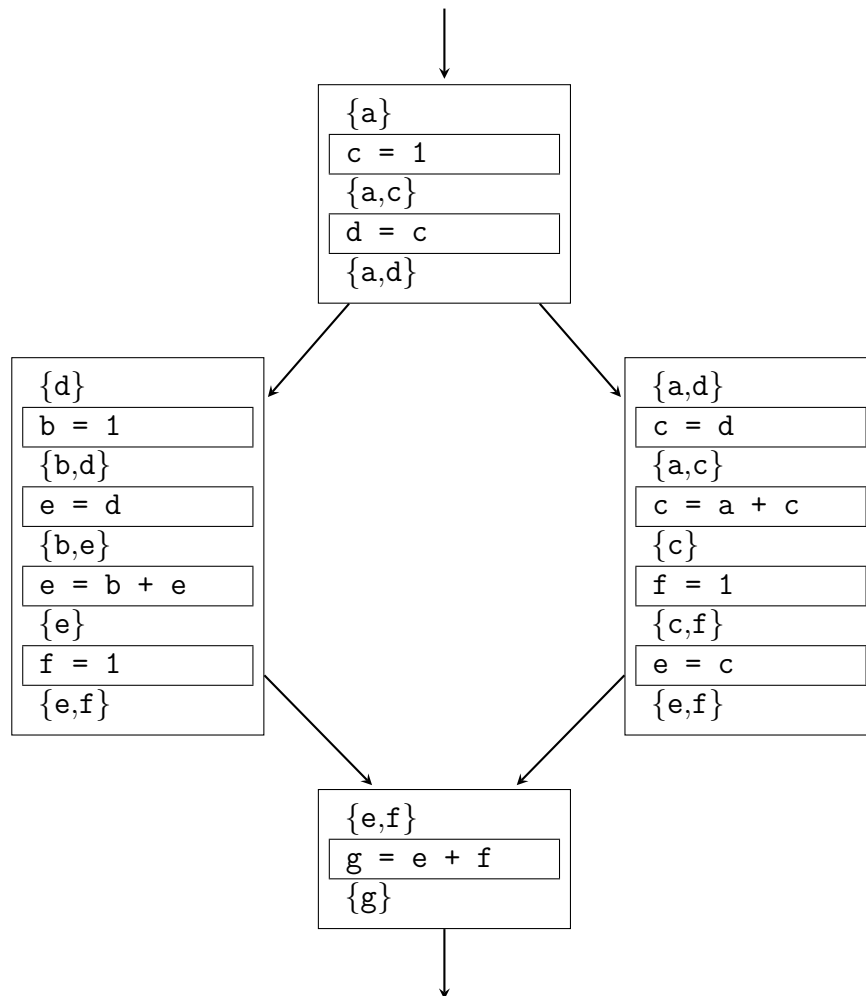 {a}
c = 1
{a,c}
d = c
{a,d}
{d}
b = 1
{b,d}
e = d
{b,e}
e = b + e
{e}
f = 1
{e,f}
{a,d}
c = d
{a,c}
c = a + c
{c}
f = 1
{c,f}
e = c
{e,f}
{e,f}
g = e + f
{g}